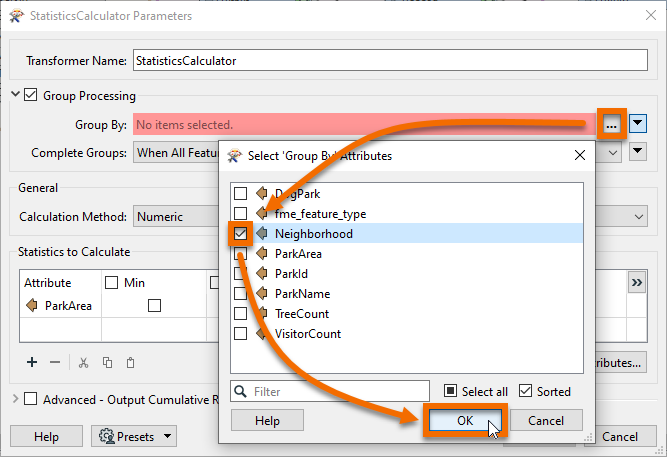 StatisticsCalculator Parameters
Transformer Name: StatisticsCalculator
Group Processing
Group By: No items selected. ...
Complete Groups: When All Featur
Select 'Group By' Attributes
DogPark
fme_feature_type
Neighborhood
ParkArea
ParkId
ParkName
TreeCount
VisitorCount
Filter Select all Sorted
Help OK Cancel
General
Calculation Method: Numeric
Statistics to Calculate
Attribute Min
ParkArea
ributes...
Advanced - Output Cumulative R
Help Presets Cancel